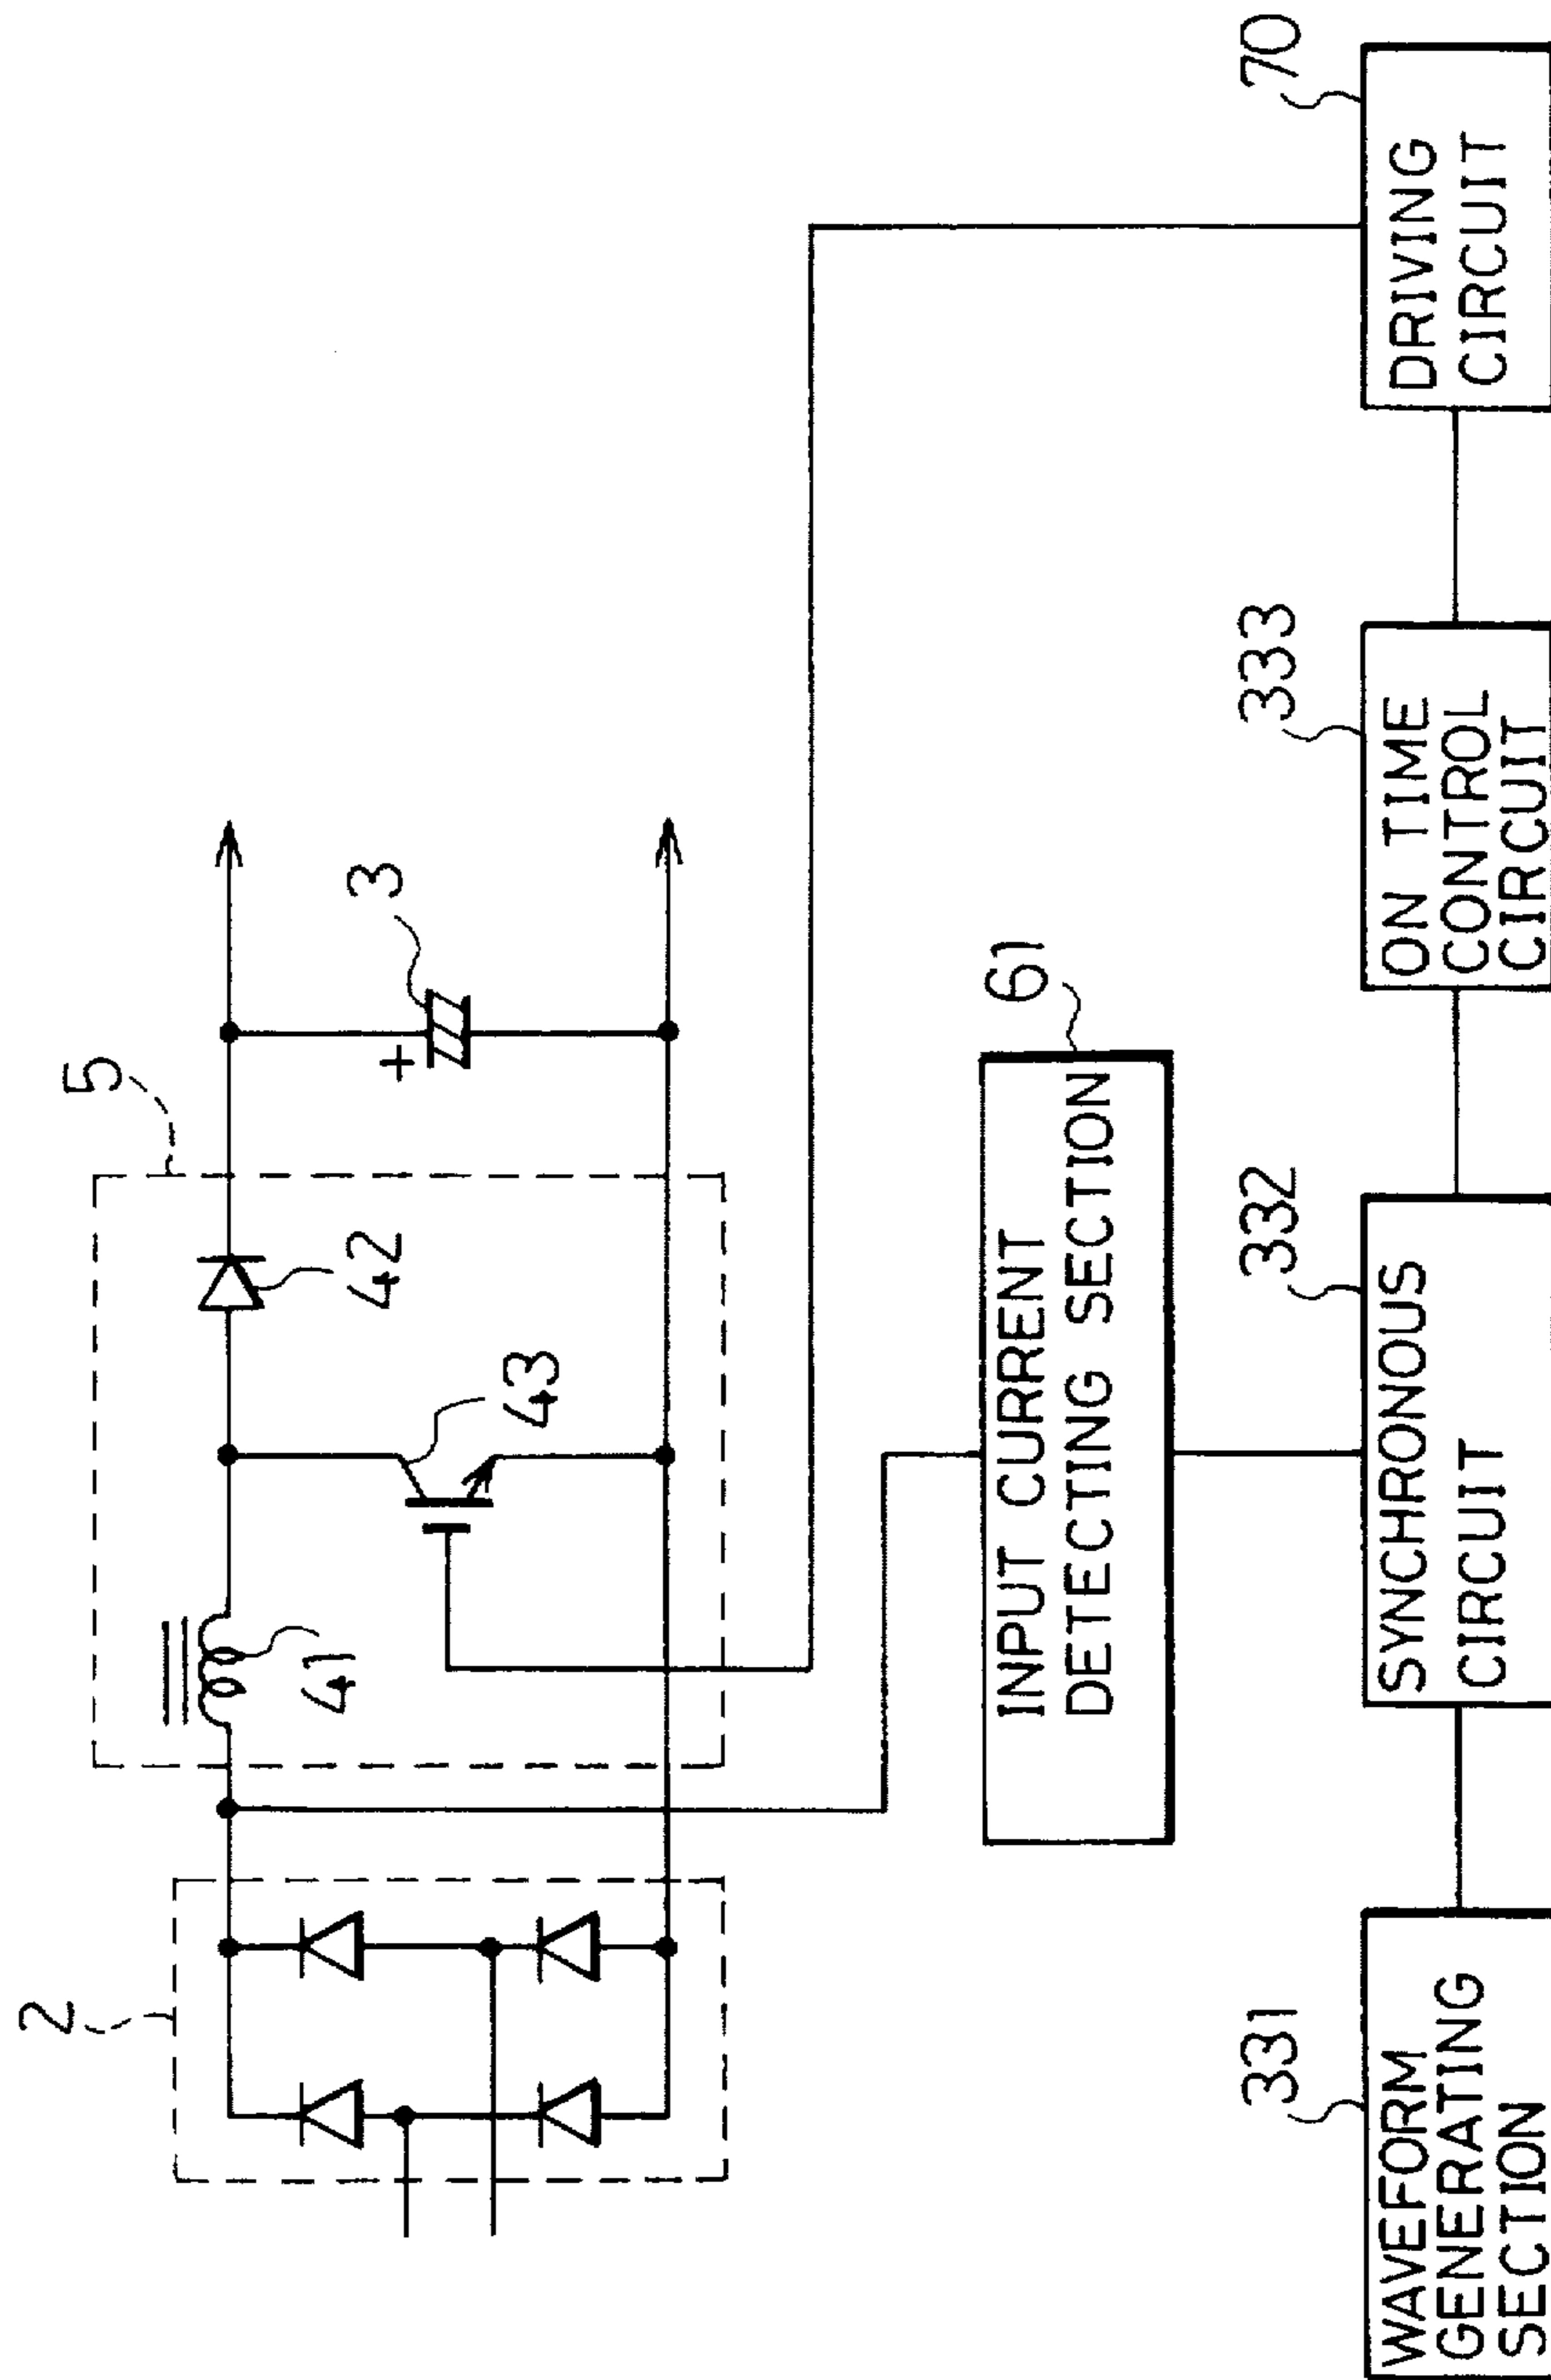 5
2
41
42
43
+
3
INPUT CURRENT
DETECTING SECTION
61
331
332
333
70
WAVEFORM
GENERATING
SECTION
SYNCHRONOUS
CIRCUIT
ON TIME
CONTROL
CIRCUIT
DRIVING
CIRCUIT